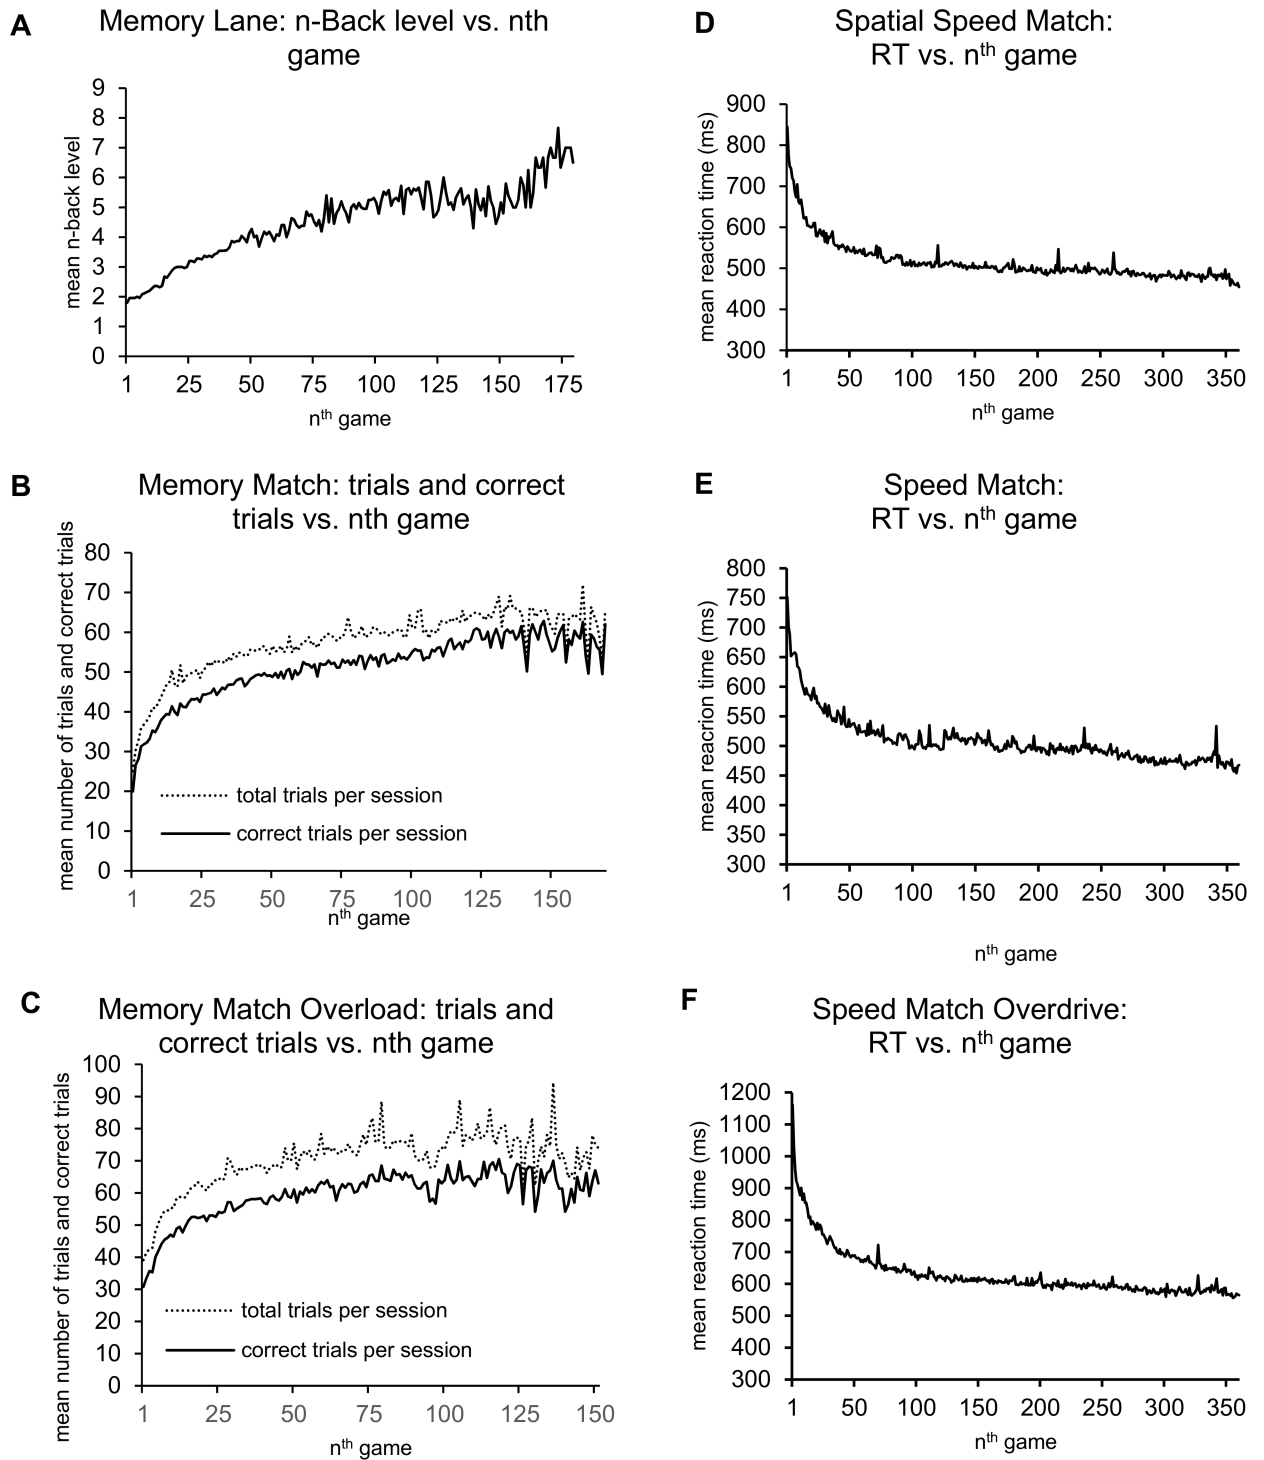 A
Memory Lane: n-Back level vs. nth
game
mean n-back level
9
8
7
6
5
4
3
2
1
0
1 25 50 75 100 125 150 175
nth game
B
Memory Match: trials and correct
trials vs. nth game
mean number of trials and correct trials
80
70
60
50
40
30
20
10
0
total trials per session
correct trials per session
1 25 50 75 100 125 150
nth game
C
Memory Match Overload: trials and
correct trials vs. nth game
mean number of trials and correct trials
100
90
80
70
60
50
40
30
20
10
0
total trials per session
correct trials per session
1 25 50 75 100 125 150
nth game
D
Spatial Speed Match:
RT vs. nth game
mean reaction time (ms)
900
800
700
600
500
400
300
1 50 100 150 200 250 300 350
nth game
E
Speed Match:
RT vs. nth game
mean reacrion time (ms)
800
750
700
650
600
550
500
450
400
350
300
1 50 100 150 200 250 300 350
nth game
F
Speed Match Overdrive:
RT vs. nth game
mean reaction time (ms)
1200
1100
1000
900
800
700
600
500
400
300
1 50 100 150 200 250 300 350
nth game